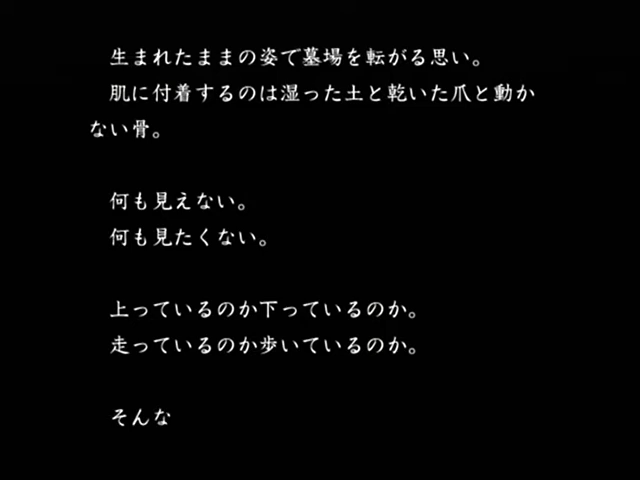 生まれたままの姿で墓場を転がる思い。
肌に付着するのは湿った土と乾いた爪と動か
ない骨。
何も見えない。
何も見たくない。
上っているのか下っているのか。
走っているのか歩いているのか。
そんな